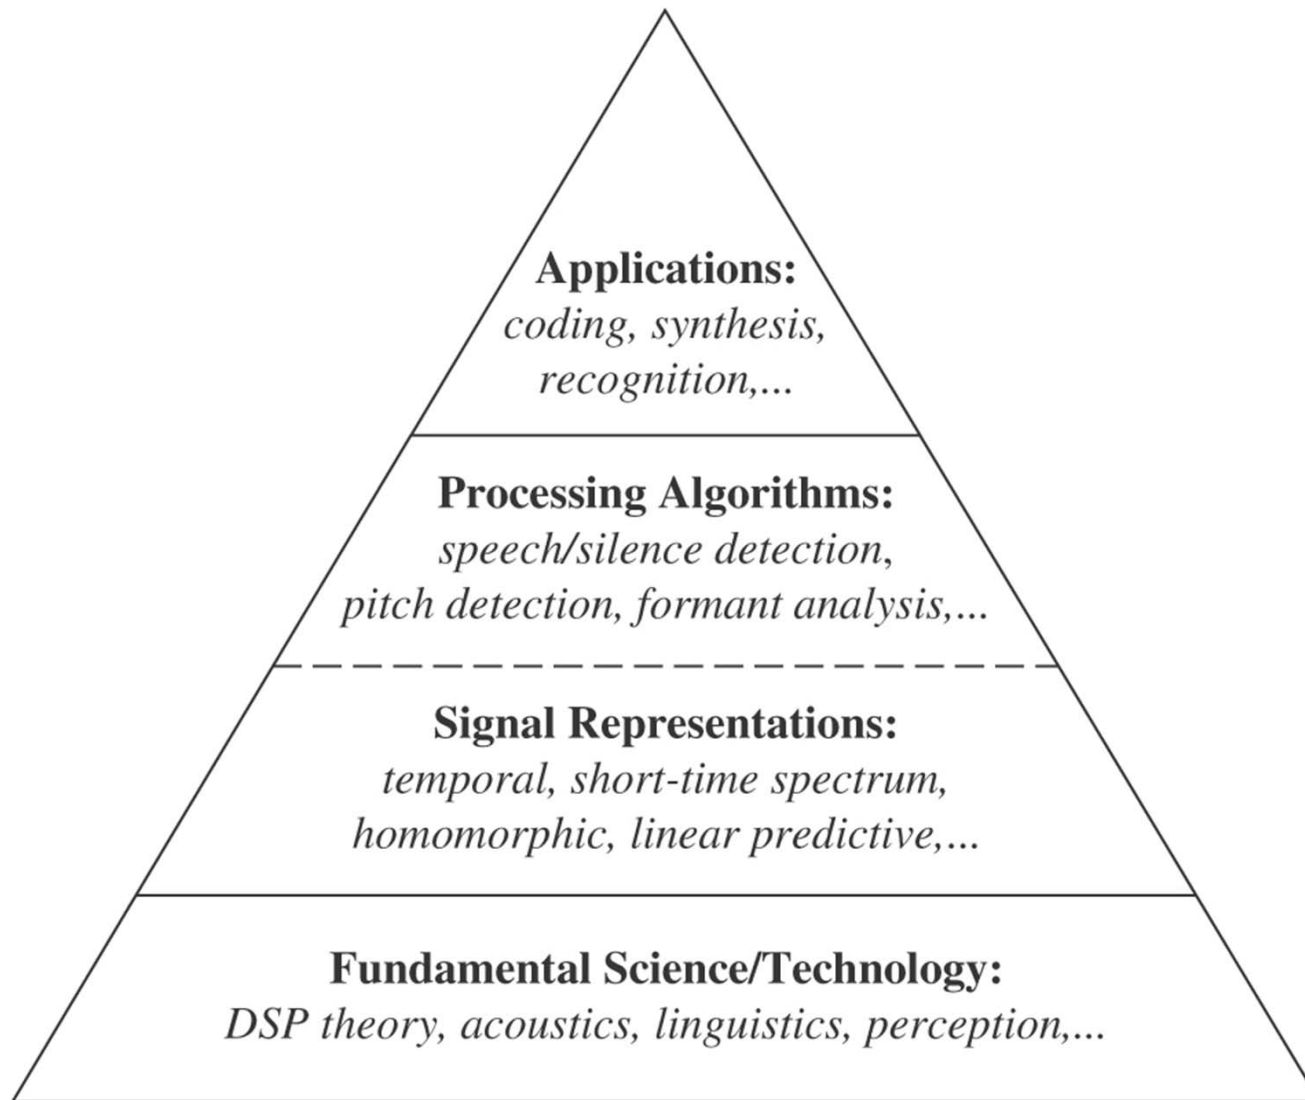 Applications:
coding, synthesis,
recognition,...
Processing Algorithms:
speech/silence detection,
pitch detection, formant analysis,...
Signal Representations:
temporal, short-time spectrum,
homomorphic, linear predictive,...
Fundamental Science/Technology:
DSP theory, acoustics, linguistics, perception,...